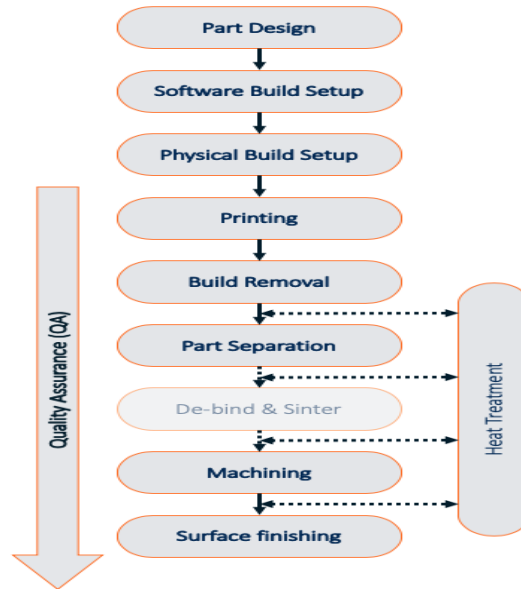 Part Design
Software Build Setup
Physical Build Setup
Printing
Build Removal
Part Separation
De-bind & Sinter
Machining
Surface finishing
Quality Assurance (QA)
Heat Treatment